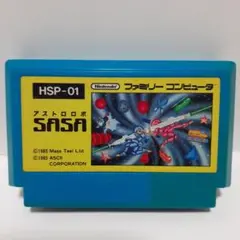 HSP-01
Nintendo
ファミリー コンピュータ
アストロロボ
SASA
©1985 Mass Tael Ltd
©1985 ASCII
CORPORATION